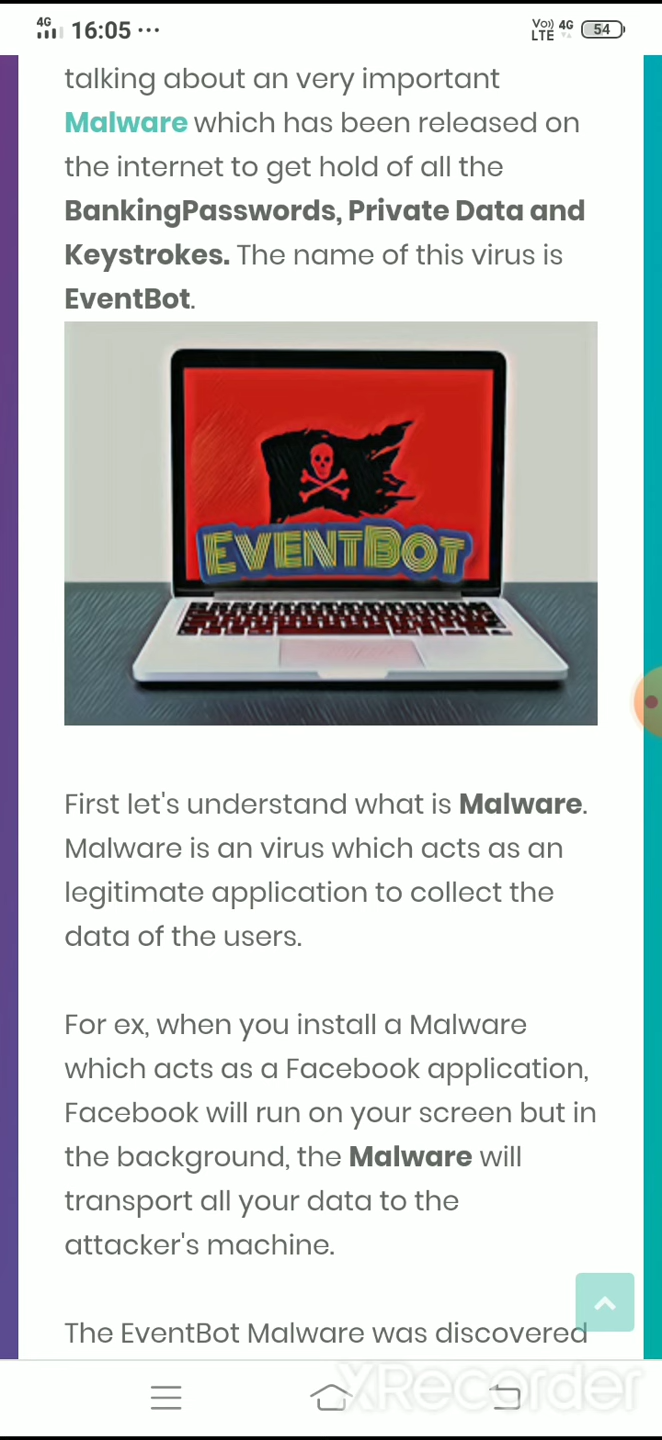 4G 16:05 ••• VoLTE 4G 54
talking about an very important
Malware which has been released on
the internet to get hold of all the
BankingPasswords, Private Data and
Keystrokes. The name of this virus is
EventBot.
EVENTBOT
First let's understand what is Malware.
Malware is an virus which acts as an
legitimate application to collect the
data of the users.
For ex, when you install a Malware
which acts as a Facebook application,
Facebook will run on your screen but in
the background, the Malware will
transport all your data to the
attacker's machine.
The EventBot Malware was discovered
XRecorder